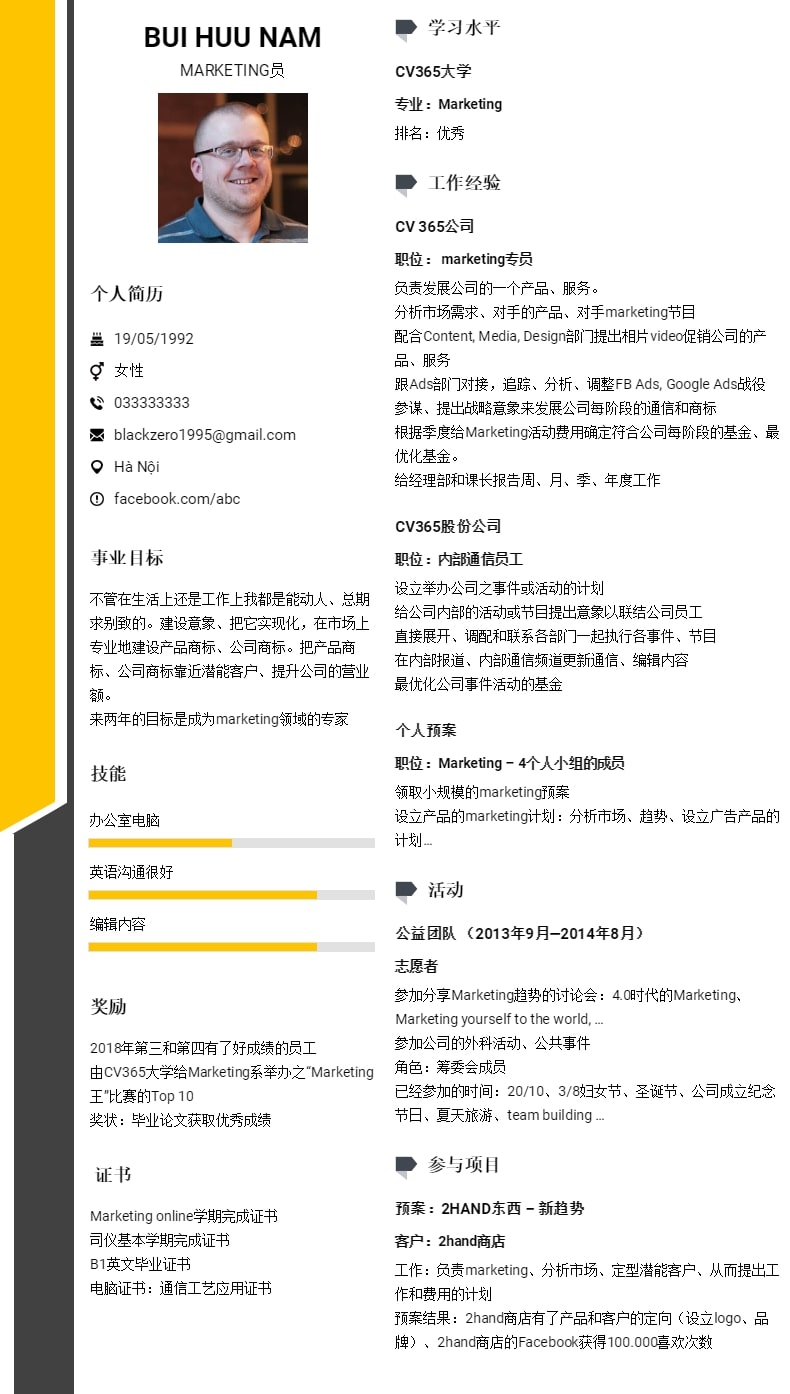 BUI HUU NAM
MARKETING员
个人简历
19/05/1992
女性
033333333
blackzero1995@gmail.com
Hà Nội
facebook.com/abc
事业目标
不管在生活上还是工作上我都是能动人、总期
求别致的。建设意象、把它实现化，在市场上
专业地建设产品商标、公司商标。把产品商
标、公司商标靠近潜能客户、提升公司的营业
额。
来两年的目标是成为marketing领域的专家
技能
办公室电脑
英语沟通很好
编辑内容
奖励
2018年第三和第四有了好成绩的员工
由CV365大学给Marketing系举办之“Marketing
王”比赛的Top 10
奖状：毕业论文获取优秀成绩
证书
Marketing online学期完成证书
司仪基本学期完成证书
B1英文毕业证书
电脑证书：通信工艺应用证书
学习水平
CV365大学
专业：Marketing
排名：优秀
工作经验
CV 365公司
职位： marketing专员
负责发展公司的一个产品、服务。
分析市场需求、对手的产品、对手marketing节目
配合Content, Media, Design部门提出相片video促销公司的产
品、服务
跟Ads部门对接，追踪、分析、调整FB Ads, Google Ads战役
参谋、提出战略意象来发展公司每阶段的通信和商标
根据季度给Marketing活动费用确定符合公司每阶段的基金、最
优化基金。
给经理部和课长报告周、月、季、年度工作
CV365股份公司
职位：内部通信员工
设立举办公司之事件或活动的计划
给公司内部的活动或节目提出意象以联结公司员工
直接展开、调配和联系各部门一起执行各事件、节目
在内部报道、内部通信频道更新通信、编辑内容
最优化公司事件活动的基金
个人预案
职位：Marketing – 4个人小组的成员
领取小规模的marketing预案
设立产品的marketing计划：分析市场、趋势、设立广告产品的
计划...
活动
公益团队 （2013年9月—2014年8月）
志愿者
参加分享Marketing趋势的讨论会：4.0时代的Marketing、
Marketing yourself to the world, ...
参加公司的外科活动、公共事件
角色：筹委会成员
已经参加的时间：20/10、3/8妇女节、圣诞节、公司成立纪念
节日、夏天旅游、team building ...
参与项目
预案：2HAND东西 – 新趋势
客户：2hand商店
工作：负责marketing、分析市场、定型潜能客户、从而提出工
作和费用的计划
预案结果：2hand商店有了产品和客户的定向（设立logo、品
牌）、2hand商店的Facebook获得100.000喜欢次数